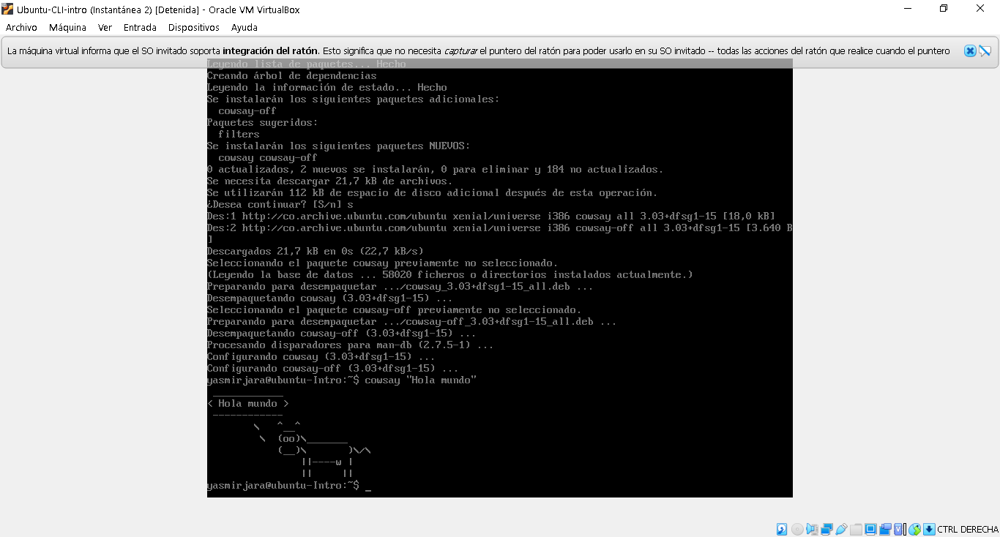 Ubuntu-CLI-intro (Instantánea 2) [Detenida] - Oracle VM VirtualBox
Archivo Máquina Ver Entrada Dispositivos Ayuda
La máquina virtual informa que el SO invitado soporta integración del ratón. Esto significa que no necesita capturar el puntero del ratón para poder usarlo en su SO invitado -- todas las acciones del ratón que realice cuando el puntero
Leyendo lista de paquetes... Hecho
Creando árbol de dependencias
Leyendo la información de estado... Hecho
Se instalarán los siguientes paquetes adicionales:
  cowsay-off
Paquetes sugeridos:
  filters
Se instalarán los siguientes paquetes NUEVOS:
  cowsay cowsay-off
0 actualizados, 2 nuevos se instalarán, 0 para eliminar y 184 no actualizados.
Se necesita descargar 21,7 kB de archivos.
Se utilizarán 112 kB de espacio de disco adicional después de esta operación.
¿Desea continuar? [S/n] s
Des:1 http://co.archive.ubuntu.com/ubuntu xenial/universe i386 cowsay all 3.03+dfsg1-15 [18,0 kB]
Des:2 http://co.archive.ubuntu.com/ubuntu xenial/universe i386 cowsay-off all 3.03+dfsg1-15 [3.640 B
]
Descargados 21,7 kB en 0s (22,7 kB/s)
Seleccionando el paquete cowsay previamente no seleccionado.
(Leyendo la base de datos ... 58020 ficheros o directorios instalados actualmente.)
Preparando para desempaquetar .../cowsay_3.03+dfsg1-15_all.deb ...
Desempaquetando cowsay (3.03+dfsg1-15) ...
Seleccionando el paquete cowsay-off previamente no seleccionado.
Preparando para desempaquetar .../cowsay-off_3.03+dfsg1-15_all.deb ...
Desempaquetando cowsay-off (3.03+dfsg1-15) ...
Procesando disparadores para man-db (2.7.5-1) ...
Configurando cowsay (3.03+dfsg1-15) ...
Configurando cowsay-off (3.03+dfsg1-15) ...
yasmirjara@ubuntu-Intro:~$ cowsay "Hola mundo"
 ____________
< Hola mundo >
 ------------
        \   ^__^
         \  (oo)\_______
            (__)\       )\/\
                ||----w |
                ||     ||
yasmirjara@ubuntu-Intro:~$ _
CTRL DERECHA